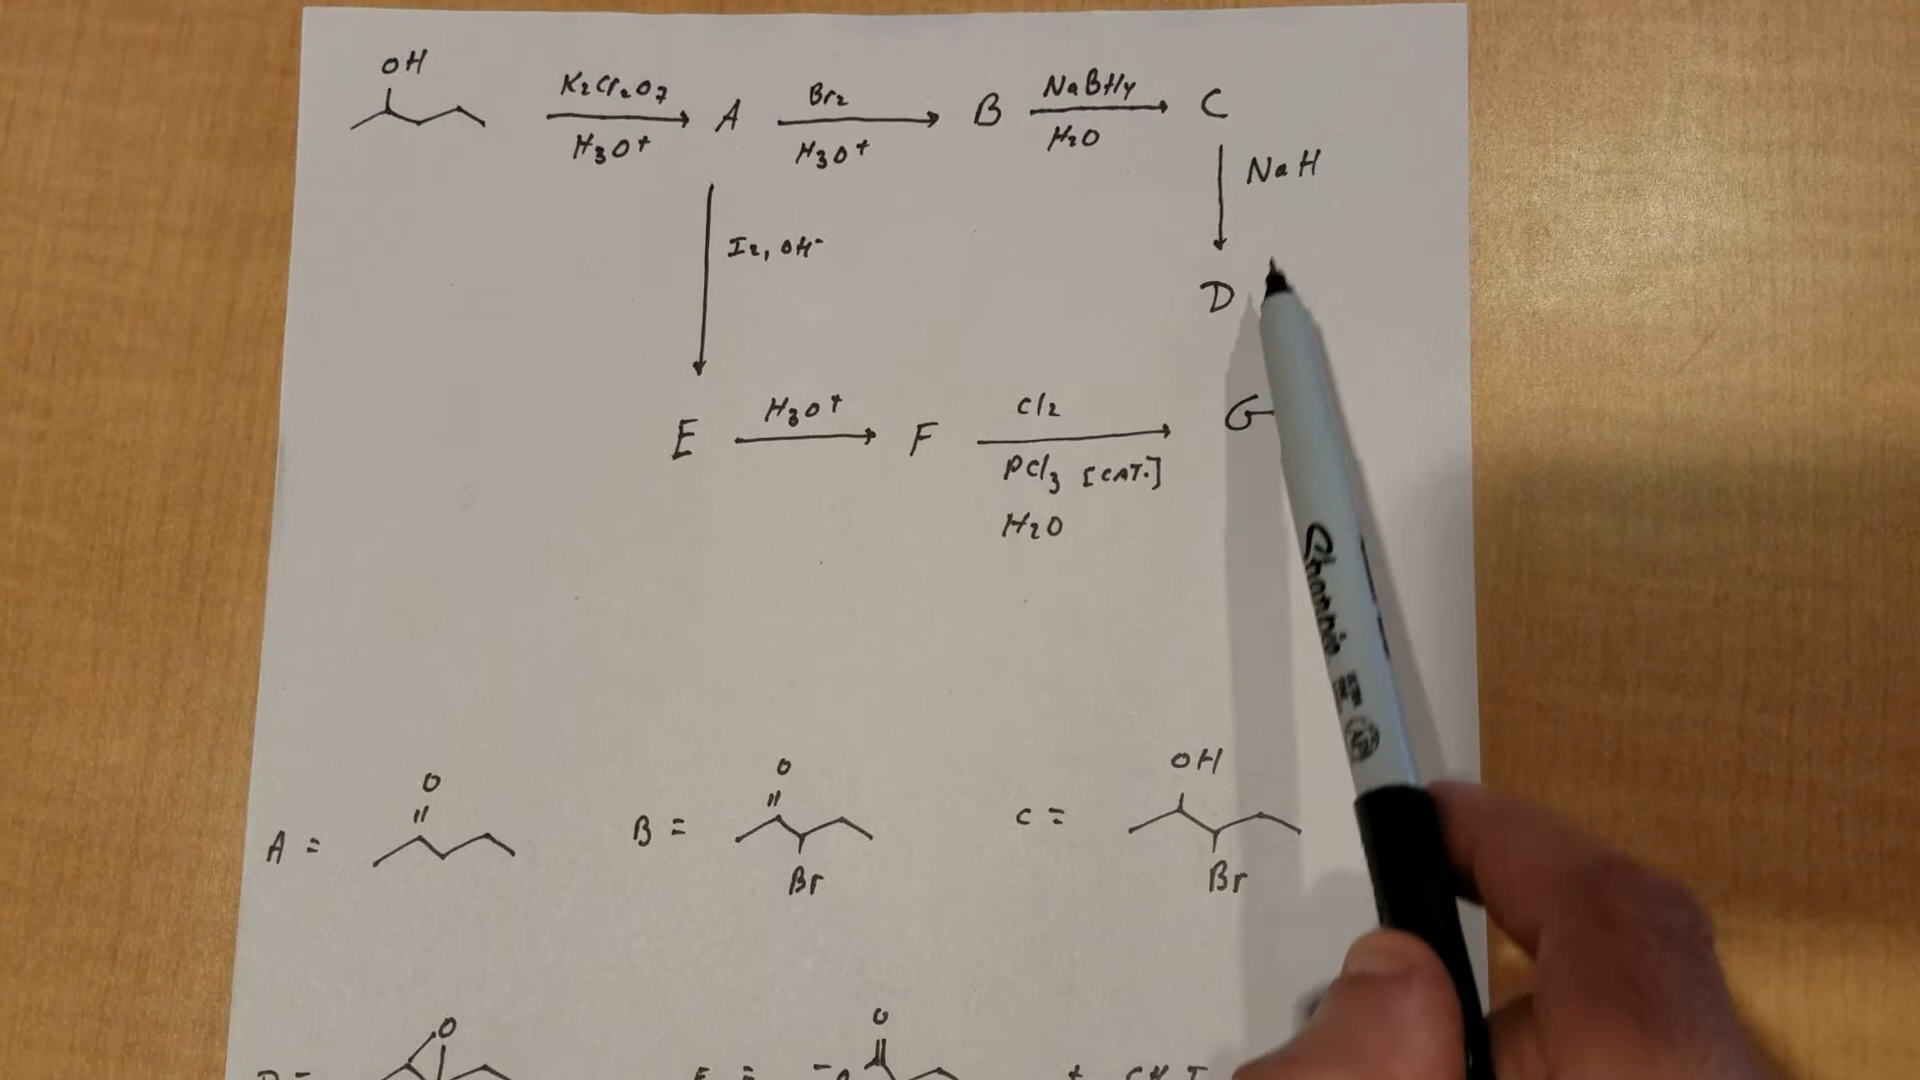 OH
K2Cr2O7 Br2 NaBH4
A B C
H3O+ H3O+ H2O
NaH
I2, OH-
D
H3O+ Cl2 G
E F
PCl3 [CAT.]
H2O
Sharpie
O O OH
A = B = C =
Br Br
O O
D = E = -O + CHI